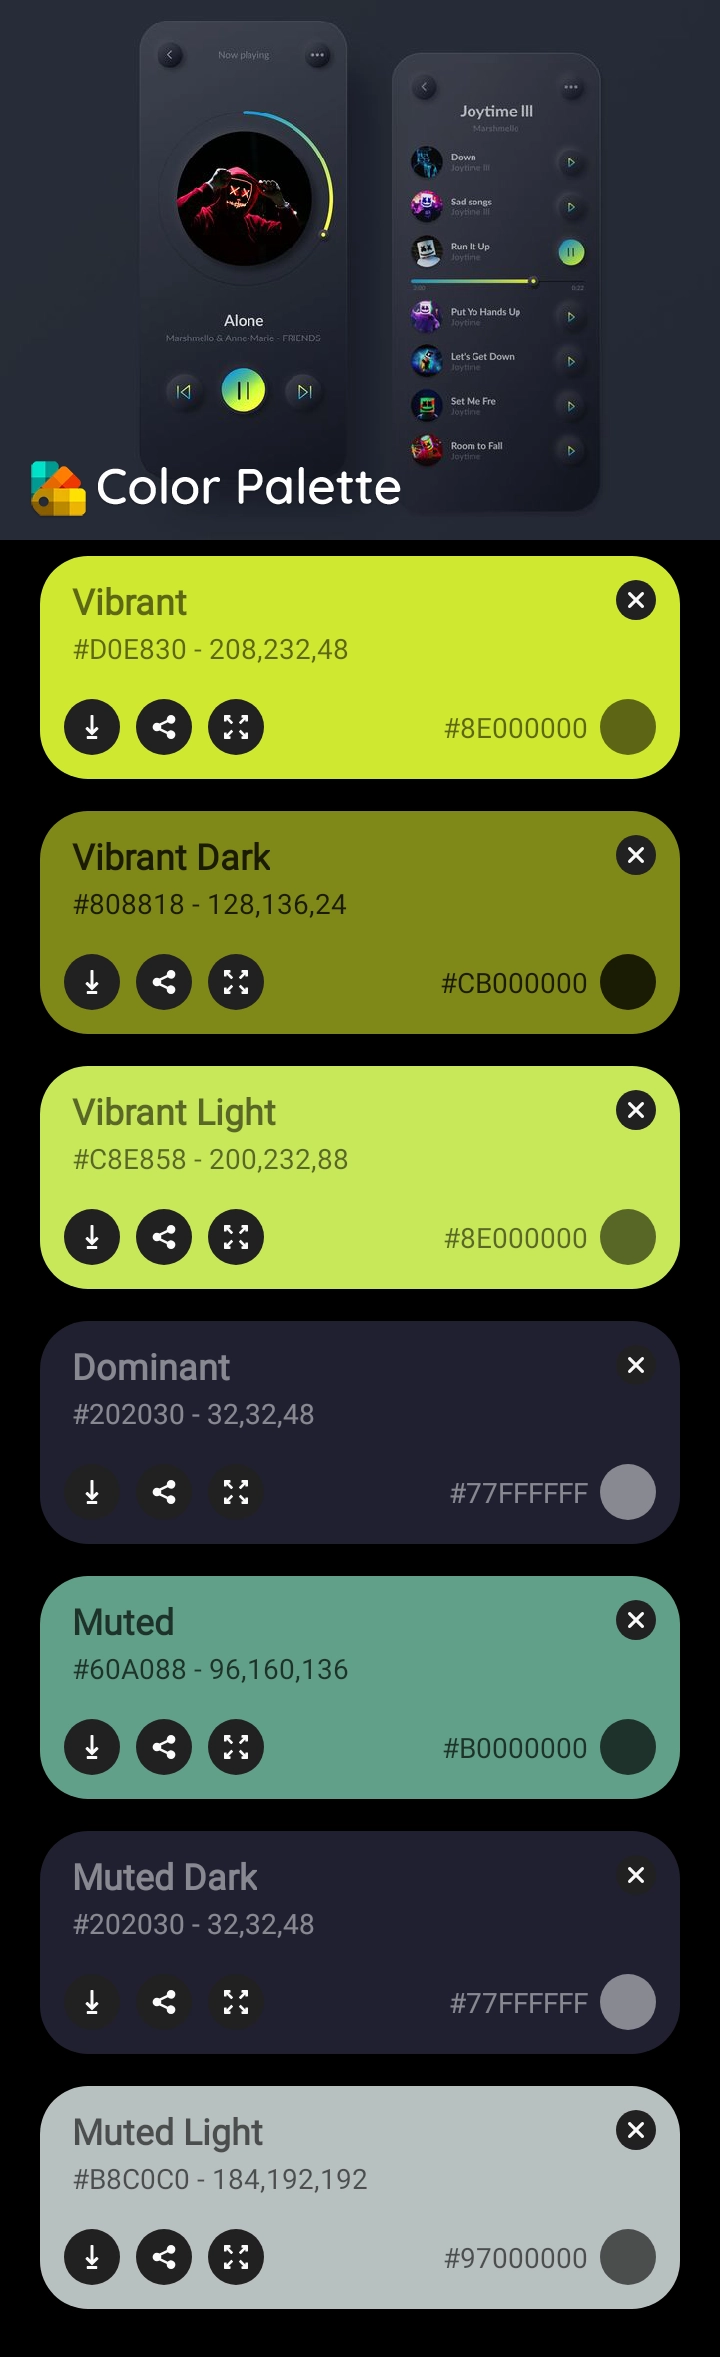 Now playing
Alone
Marshmello & Anne-Marie - FRIENDS
Joytime III
Marshmello
Down
Joytime III
Sad songs
Joytime III
Run It Up
Joytime
0:22
Put Yo Hands Up
Joytime
Let's Get Down
Joytime
Set Me Fre
Joytime
Room to Fall
Joytime
Color Palette
Vibrant
#D0E830 - 208,232,48
#8E000000
Vibrant Dark
#808818 - 128,136,24
#CB000000
Vibrant Light
#C8E858 - 200,232,88
#8E000000
Dominant
#202030 - 32,32,48
#77FFFFFF
Muted
#60A088 - 96,160,136
#B0000000
Muted Dark
#202030 - 32,32,48
#77FFFFFF
Muted Light
#B8C0C0 - 184,192,192
#97000000